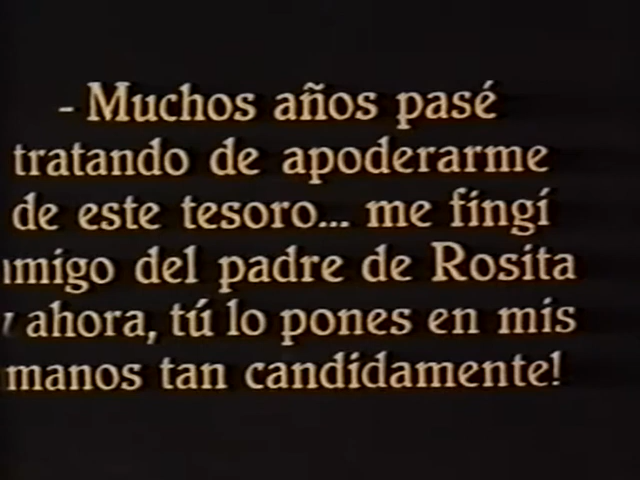 - Muchos años pasé
tratando de apoderarme
de este tesoro... me fingí
amigo del padre de Rosita
y ahora, tú lo pones en mis
manos tan candidamente!